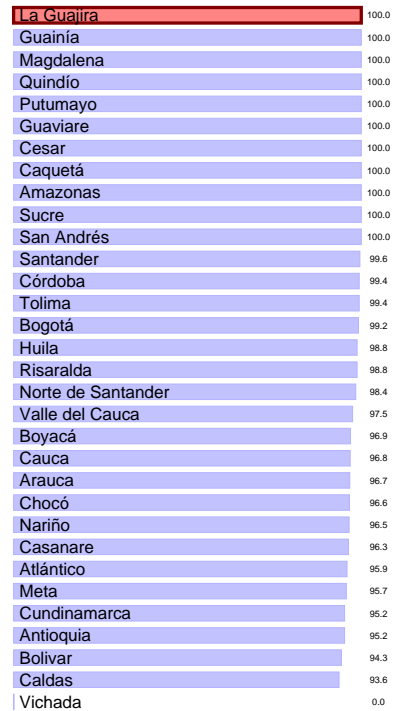 La Guajira 100.0
Guainía 100.0
Magdalena 100.0
Quindío 100.0
Putumayo 100.0
Guaviare 100.0
Cesar 100.0
Caquetá 100.0
Amazonas 100.0
Sucre 100.0
San Andrés 100.0
Santander 99.6
Córdoba 99.4
Tolima 99.4
Bogotá 99.2
Huila 98.8
Risaralda 98.8
Norte de Santander 98.4
Valle del Cauca 97.5
Boyacá 96.9
Cauca 96.8
Arauca 96.7
Chocó 96.6
Nariño 96.5
Casanare 96.3
Atlántico 95.9
Meta 95.7
Cundinamarca 95.2
Antioquia 95.2
Bolivar 94.3
Caldas 93.6
Vichada 0.0